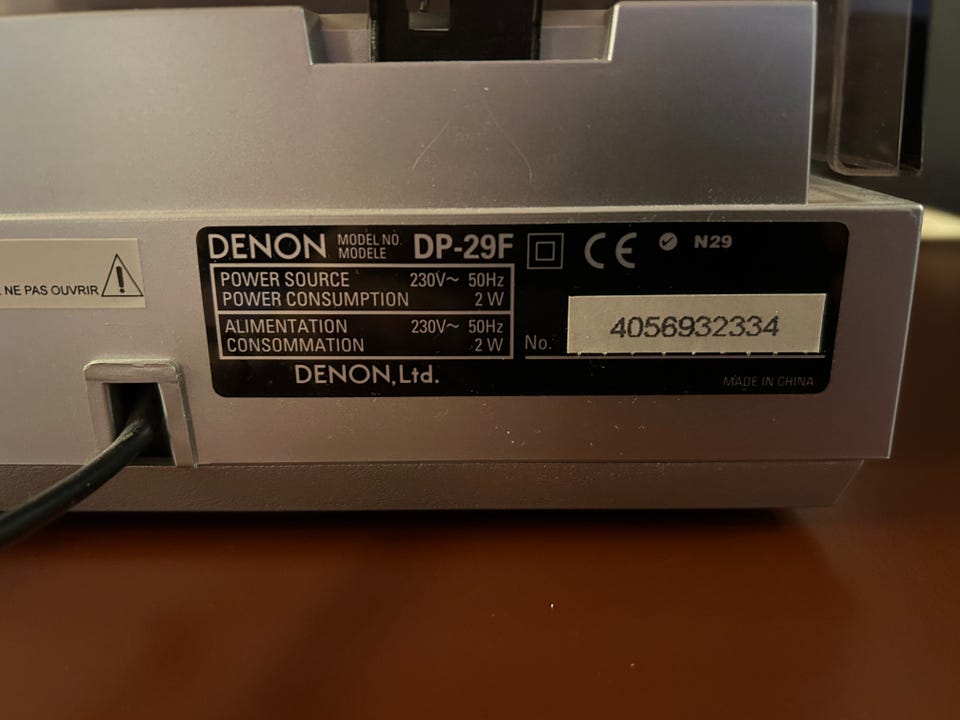 NE PAS OUVRIR
DENON MODEL NO. MODELE DP-29F
N29
POWER SOURCE 230V~ 50Hz
POWER CONSUMPTION 2 W
ALIMENTATION 230V~ 50Hz
CONSOMMATION 2 W
No. 4056932334
DENON, Ltd.
MADE IN CHINA